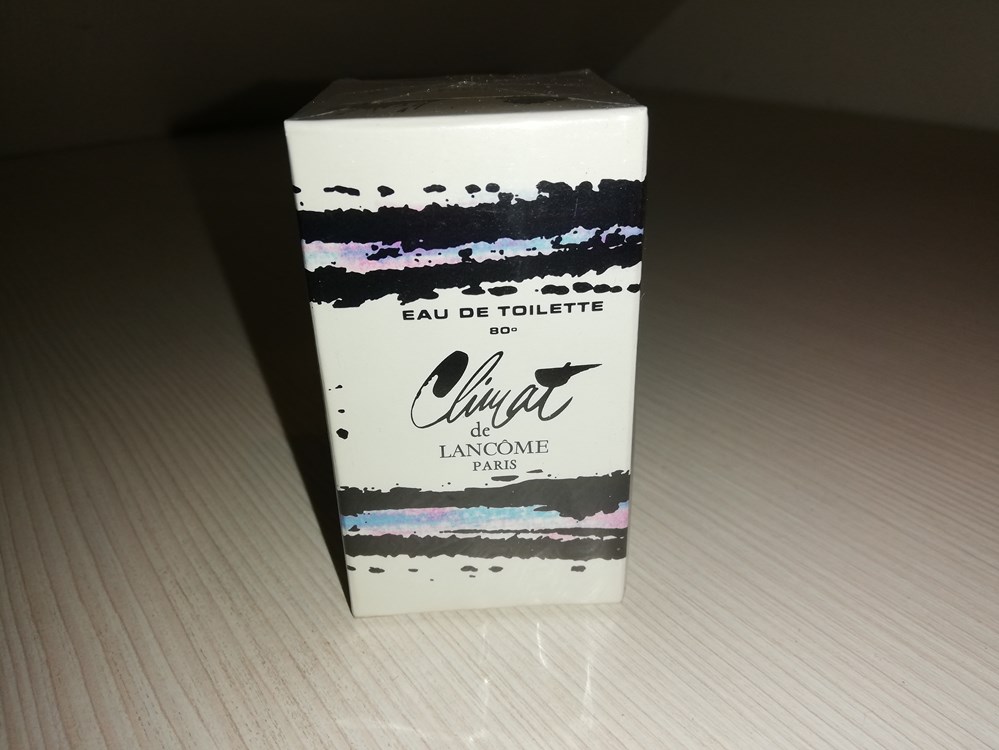 EAU DE TOILETTE
80°
Climat
de
LANCÔME
PARIS